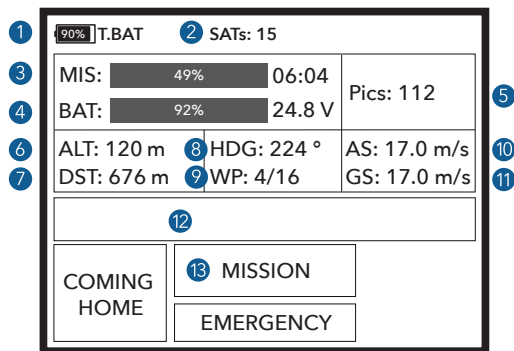 1 90% T.BAT 2 SATs: 15
3 MIS: 49% 06:04
4 BAT: 92% 24.8 V
Pics: 112 5
6 ALT: 120 m 8 HDG: 224 ° AS: 17.0 m/s 10
7 DST: 676 m 9 WP: 4/16 GS: 17.0 m/s 11
12
COMING HOME
13 MISSION
EMERGENCY